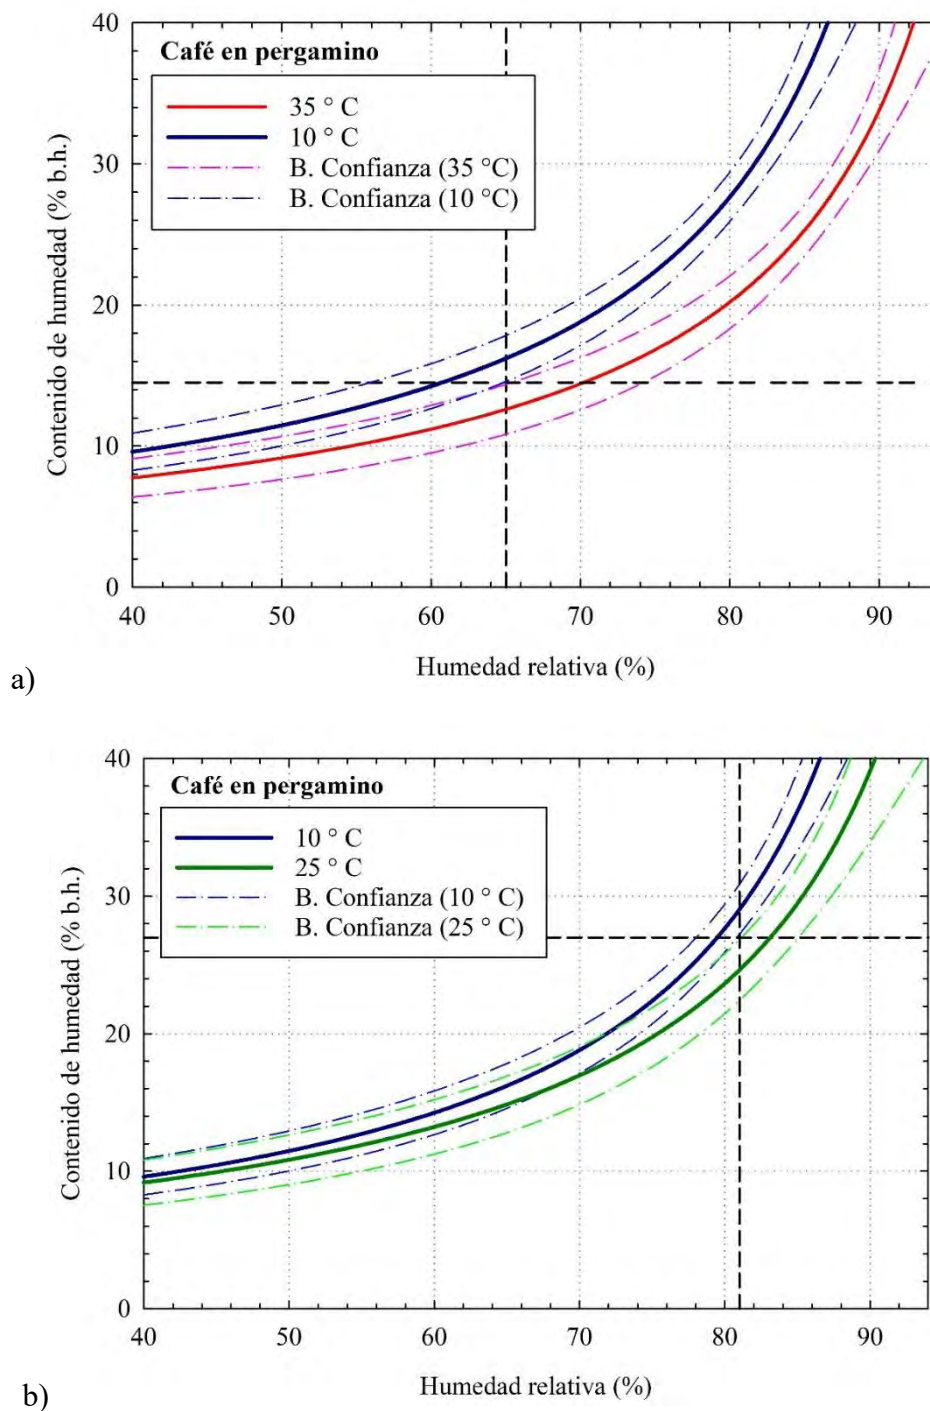 40
Café en pergamino
35 ° C
10 ° C
B. Confianza (35 °C)
B. Confianza (10 °C)
30
20
10
0
Contenido de humedad (% b.h.)
40 50 60 70 80 90
Humedad relativa (%)
a)
40
Café en pergamino
10 ° C
25 ° C
B. Confianza (10 ° C)
B. Confianza (25 ° C)
30
20
10
0
Contenido de humedad (% b.h.)
40 50 60 70 80 90
Humedad relativa (%)
b)